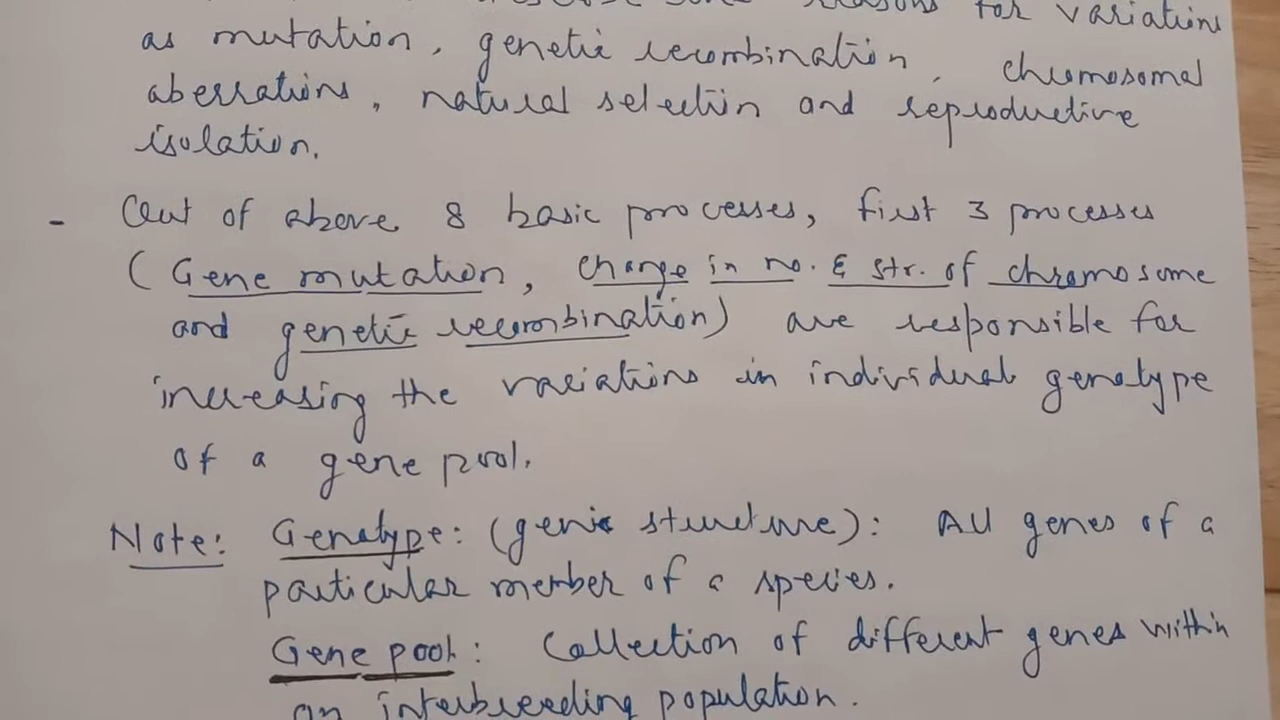 reasons for variations
as mutation, genetic recombination, chromosomal
aberrations, natural selection and reproductive
isolation.
- Out of above 8 basic processes, first 3 processes
(Gene mutation, change in no. & str. of chromosome
and genetic recombination) are responsible for
increasing the variations in individual genotype
of a gene pool.
Note: Genotype: (genic structure): All genes of a
particular member of a species.
Gene pool: Collection of different genes within
an interbreeding population.